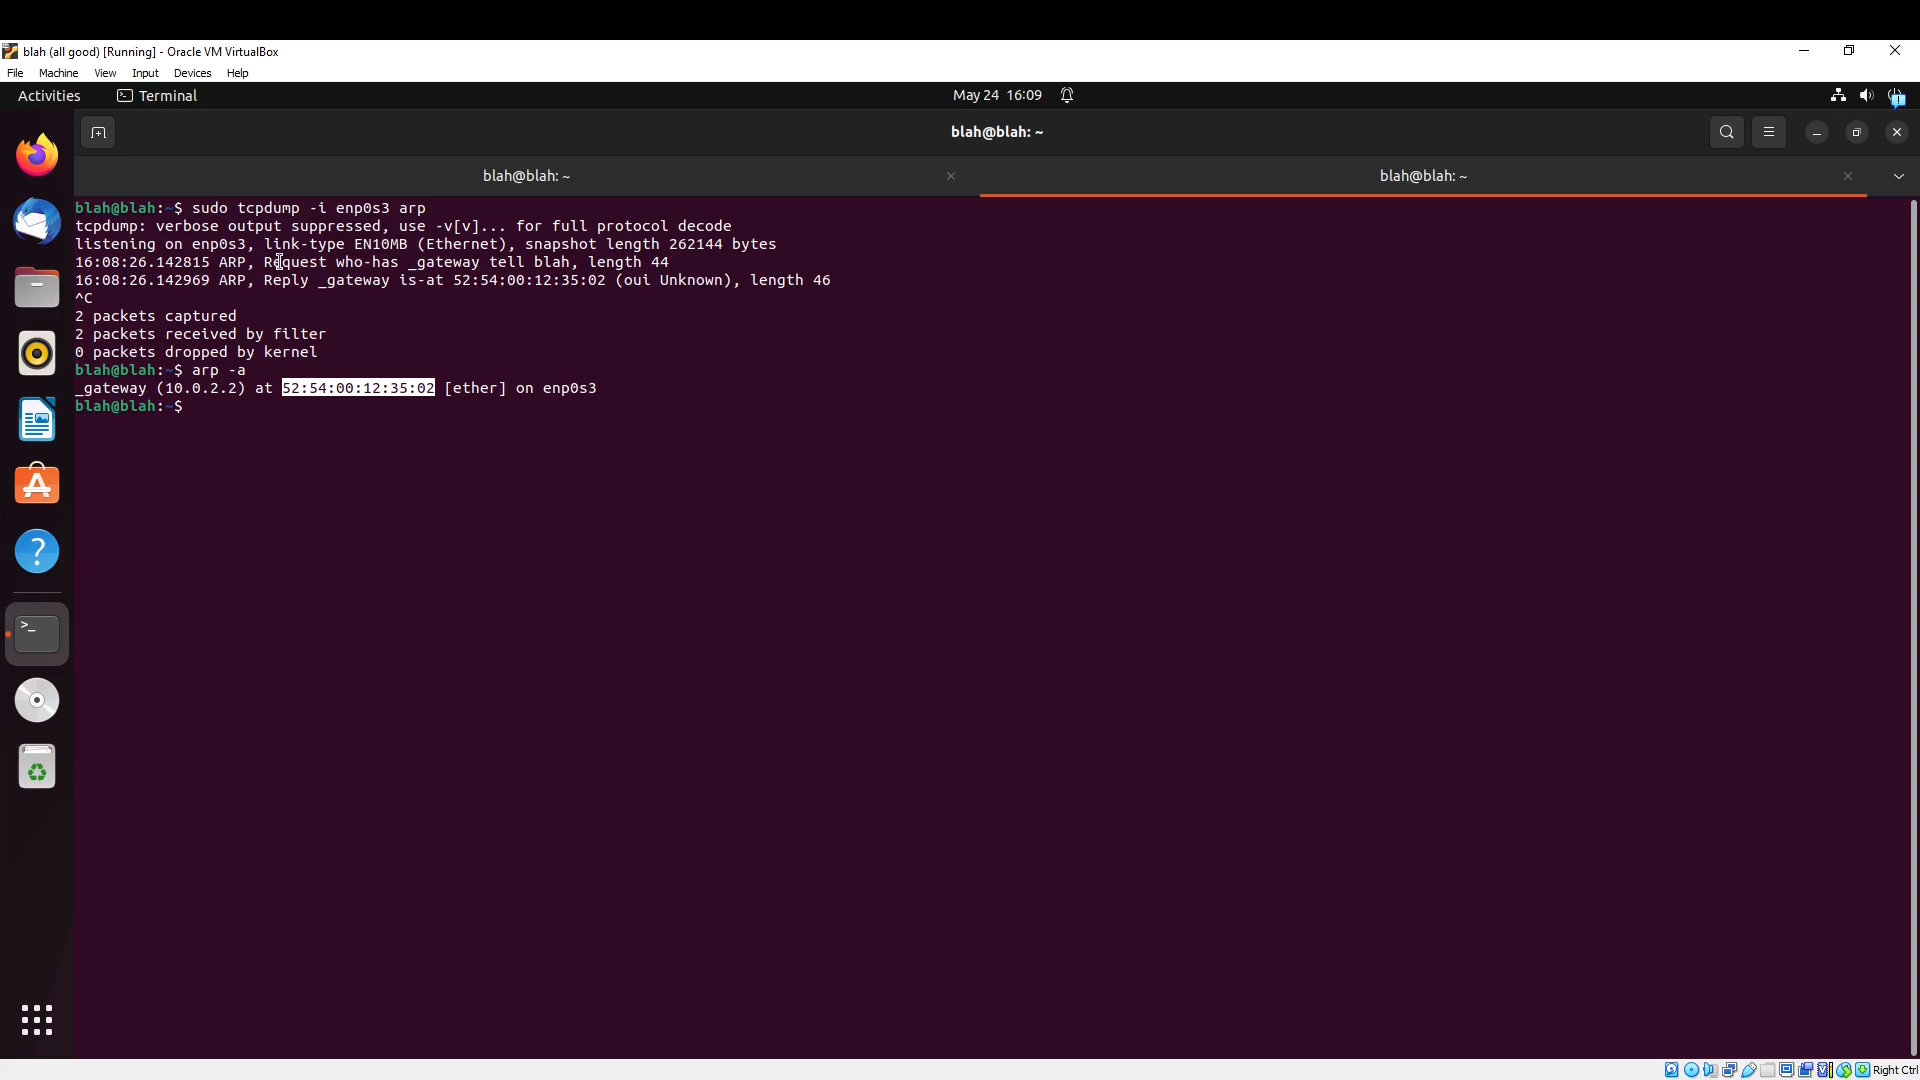 blah (all good) [Running] - Oracle VM VirtualBox
File Machine View Input Devices Help
Activities Terminal May 24 16:09
blah@blah: ~
blah@blah: ~ blah@blah: ~
blah@blah:~$ sudo tcpdump -i enp0s3 arp
tcpdump: verbose output suppressed, use -v[v]... for full protocol decode
listening on enp0s3, link-type EN10MB (Ethernet), snapshot length 262144 bytes
16:08:26.142815 ARP, Request who-has _gateway tell blah, length 44
16:08:26.142969 ARP, Reply _gateway is-at 52:54:00:12:35:02 (oui Unknown), length 46
^C
2 packets captured
2 packets received by filter
0 packets dropped by kernel
blah@blah:~$ arp -a
_gateway (10.0.2.2) at 52:54:00:12:35:02 [ether] on enp0s3
blah@blah:~$
Right Ctrl